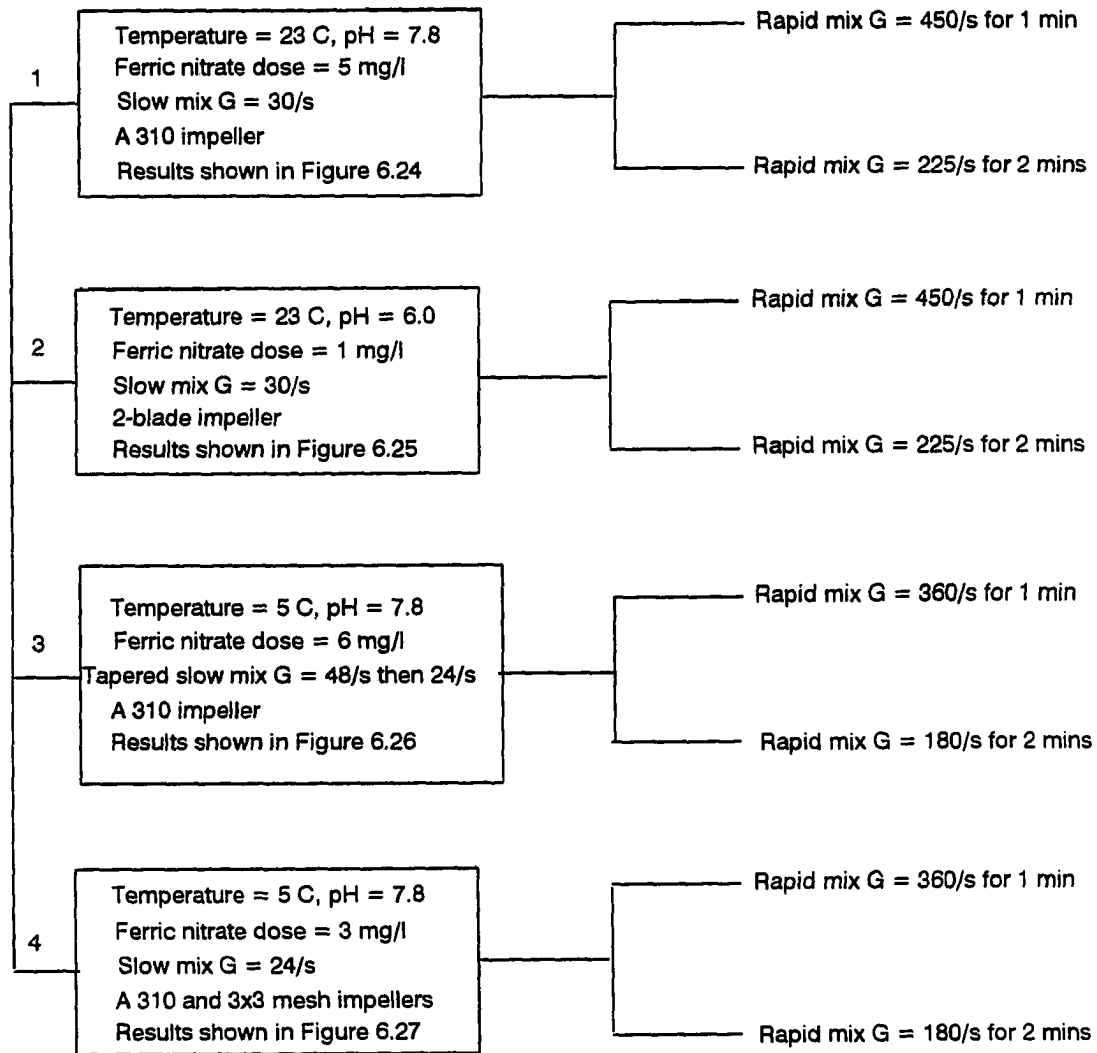 1
Temperature = 23 C, pH = 7.8
Ferric nitrate dose = 5 mg/l
Slow mix G = 30/s
A 310 impeller
Results shown in Figure 6.24
Rapid mix G = 450/s for 1 min
Rapid mix G = 225/s for 2 mins
2
Temperature = 23 C, pH = 6.0
Ferric nitrate dose = 1 mg/l
Slow mix G = 30/s
2-blade impeller
Results shown in Figure 6.25
Rapid mix G = 450/s for 1 min
Rapid mix G = 225/s for 2 mins
3
Temperature = 5 C, pH = 7.8
Ferric nitrate dose = 6 mg/l
Tapered slow mix G = 48/s then 24/s
A 310 impeller
Results shown in Figure 6.26
Rapid mix G = 360/s for 1 min
Rapid mix G = 180/s for 2 mins
4
Temperature = 5 C, pH = 7.8
Ferric nitrate dose = 3 mg/l
Slow mix G = 24/s
A 310 and 3x3 mesh impellers
Results shown in Figure 6.27
Rapid mix G = 360/s for 1 min
Rapid mix G = 180/s for 2 mins